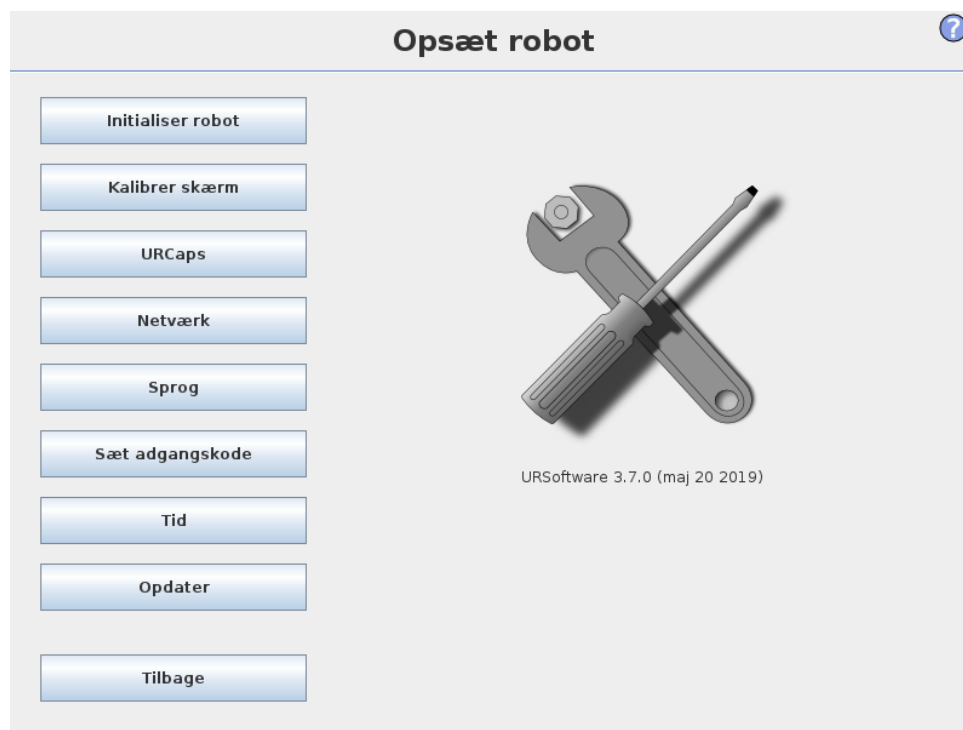 Opsæt robot
?
Initialiser robot
Kalibrer skærm
URCaps
Netværk
Sprog
Sæt adgangskode
Tid
Opdater
Tilbage
URSoftware 3.7.0 (maj 20 2019)